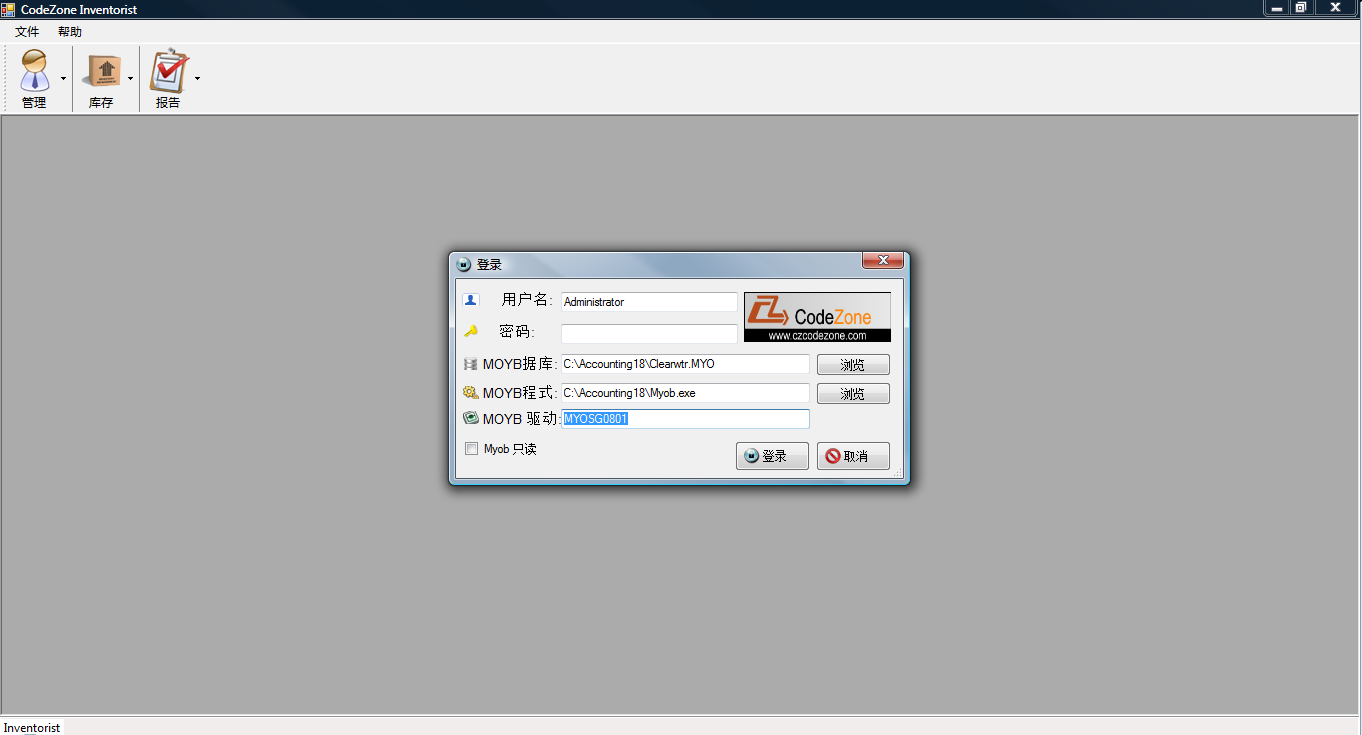 CodeZone Inventorist
文件 帮助
管理 库存 报告
登录
用户名: Administrator
CodeZone
www.czcodezone.com
密码:
MOYB据库: C:\Accounting18\Clearwtr.MYO 浏览
MOYB程式: C:\Accounting18\Myob.exe 浏览
MOYB 驱动: MYOSG0801
Myob 只读 登录 取消
Inventorist